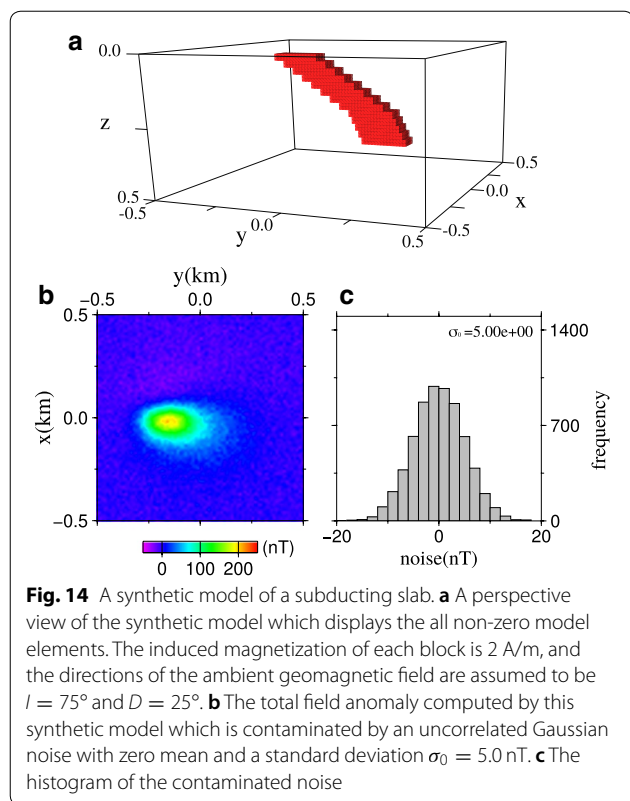 a
0.0
z
0.5
-0.5
y
0.0
0.5
-0.5
x
0.0
0.5
y(km)
b
−0.5 0.0 0.5
c
0.5
x(km)
0.0
−0.5
σ₀ =5.00e+00
1400
700
0
frequency
−20 0 20
noise(nT)
0 100 200 (nT)
Fig. 14 A synthetic model of a subducting slab. a A perspective
view of the synthetic model which displays the all non-zero model
elements. The induced magnetization of each block is 2 A/m, and
the directions of the ambient geomagnetic field are assumed to be
I = 75° and D = 25°. b The total field anomaly computed by this
synthetic model which is contaminated by an uncorrelated Gaussian
noise with zero mean and a standard deviation σ₀ = 5.0 nT. c The
histogram of the contaminated noise